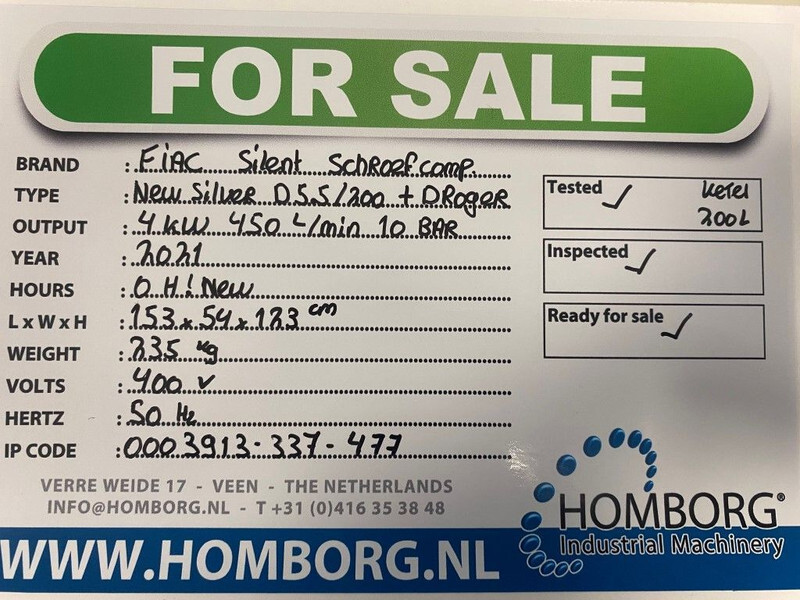 FOR SALE
BRAND : FIAC Silent Schroefcomp.
TYPE : New Silver D 5.5/200 + DRoger
OUTPUT : 4 kW 450 L/min 10 BAR
YEAR : 2021
HOURS : 0 H! New
L x W x H : 153 x 54 x 123 cm
WEIGHT : 235 kg
VOLTS : 400 V
HERTZ : 50 Hz
IP CODE : 0003913-337-477
Tested ✓ Ketel
200L
Inspected ✓
Ready for sale ✓
VERRE WEIDE 17 - VEEN - THE NETHERLANDS
INFO@HOMBORG.NL - T +31 (0)416 35 38 48
HOMBORG®
Industrial Machinery
WWW.HOMBORG.NL